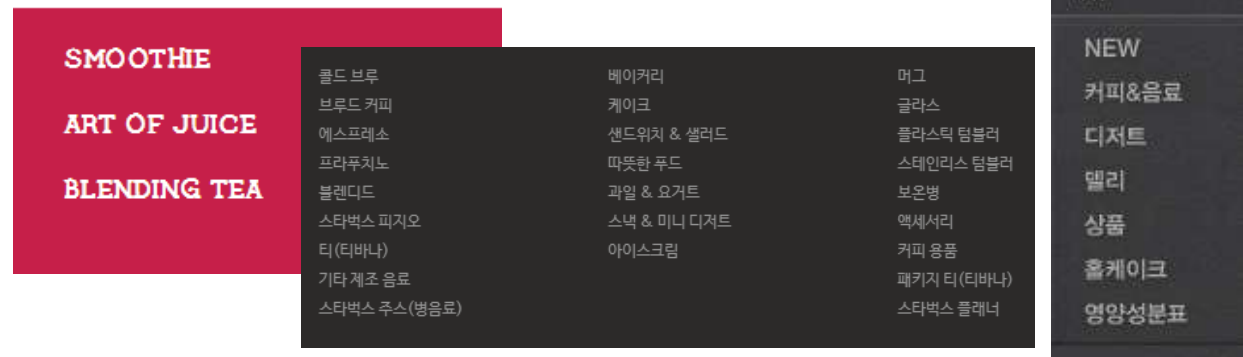 SMOOTHIE
ART OF JUICE
BLENDING TEA
콜드 브루
브루드 커피
에스프레소
프라푸치노
블렌디드
스타벅스 피지오
티(티바나)
기타 제조 음료
스타벅스 주스(병음료)
베이커리
케이크
샌드위치 & 샐러드
따뜻한 푸드
과일 & 요거트
스낵 & 미니 디저트
아이스크림
머그
글라스
플라스틱 텀블러
스테인리스 텀블러
보온병
액세서리
커피 용품
패키지 티(티바나)
스타벅스 플래너
NEW
커피&음료
디저트
델리
상품
홀케이크
영양성분표